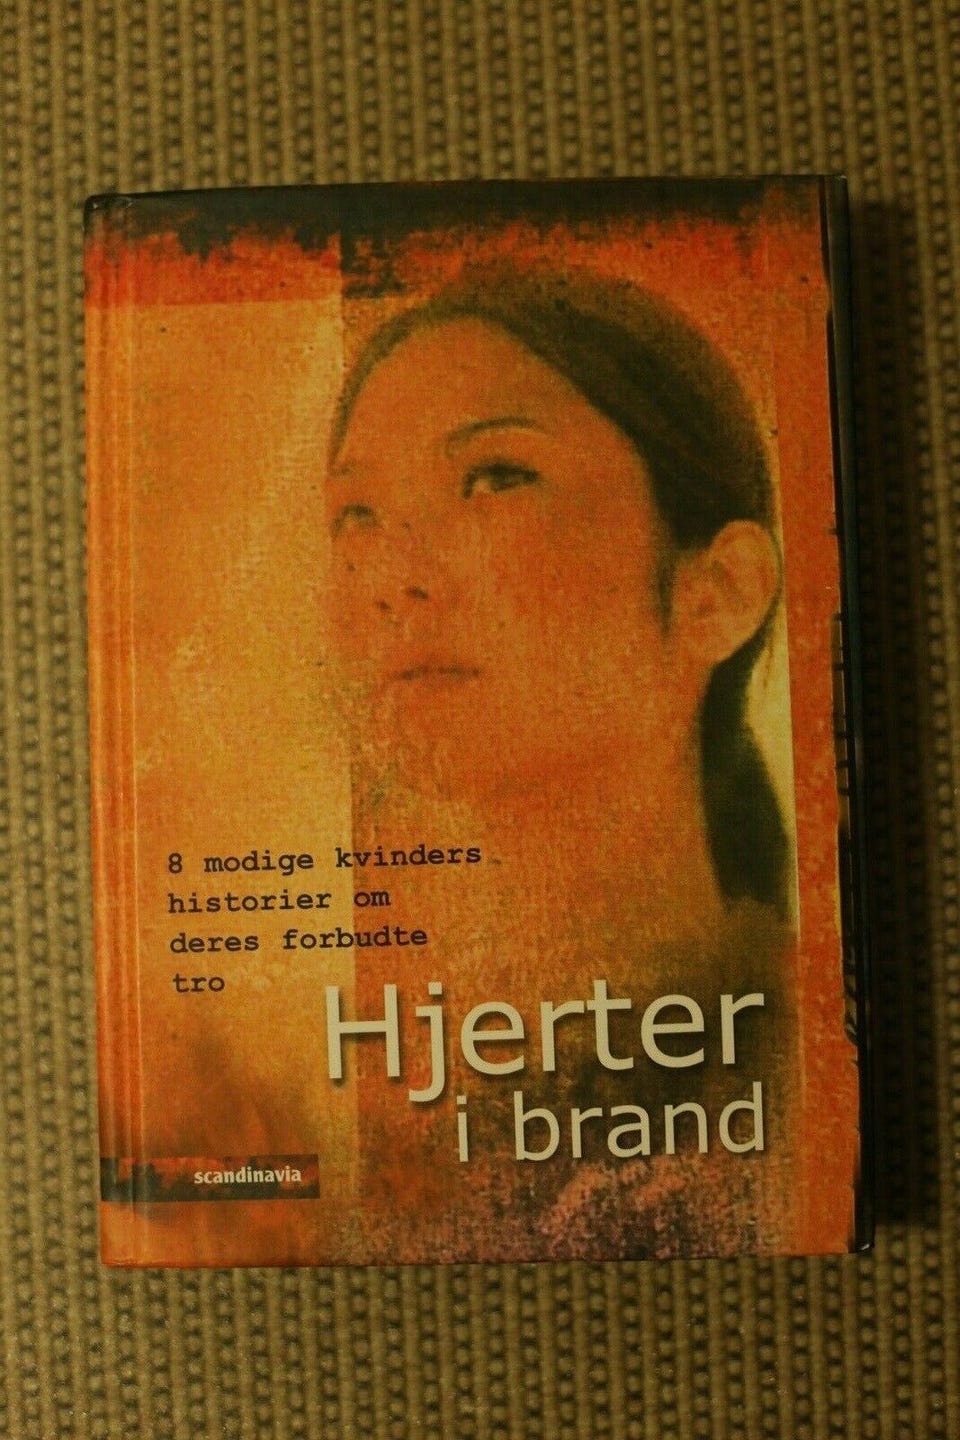 8 modige kvinders
historier om
deres forbudte
tro
Hjerter
i brand
scandinavia